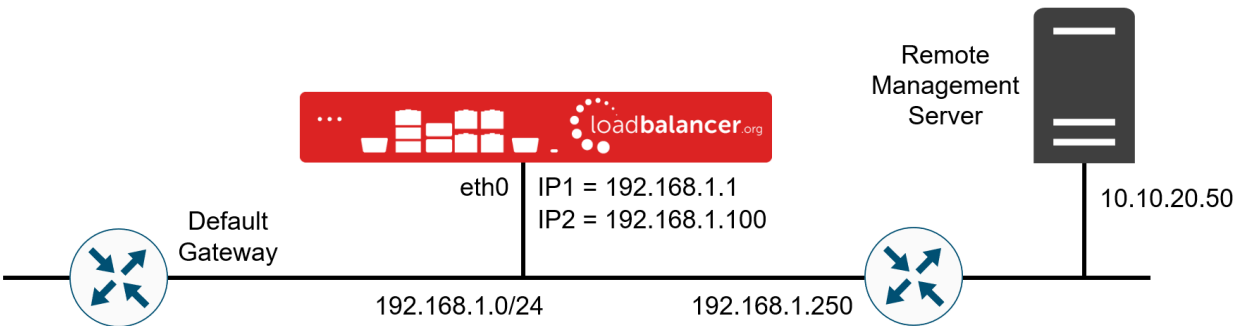 Remote
Management
Server
loadbalancer.org
eth0
IP1 = 192.168.1.1
IP2 = 192.168.1.100
10.10.20.50
Default
Gateway
192.168.1.0/24
192.168.1.250